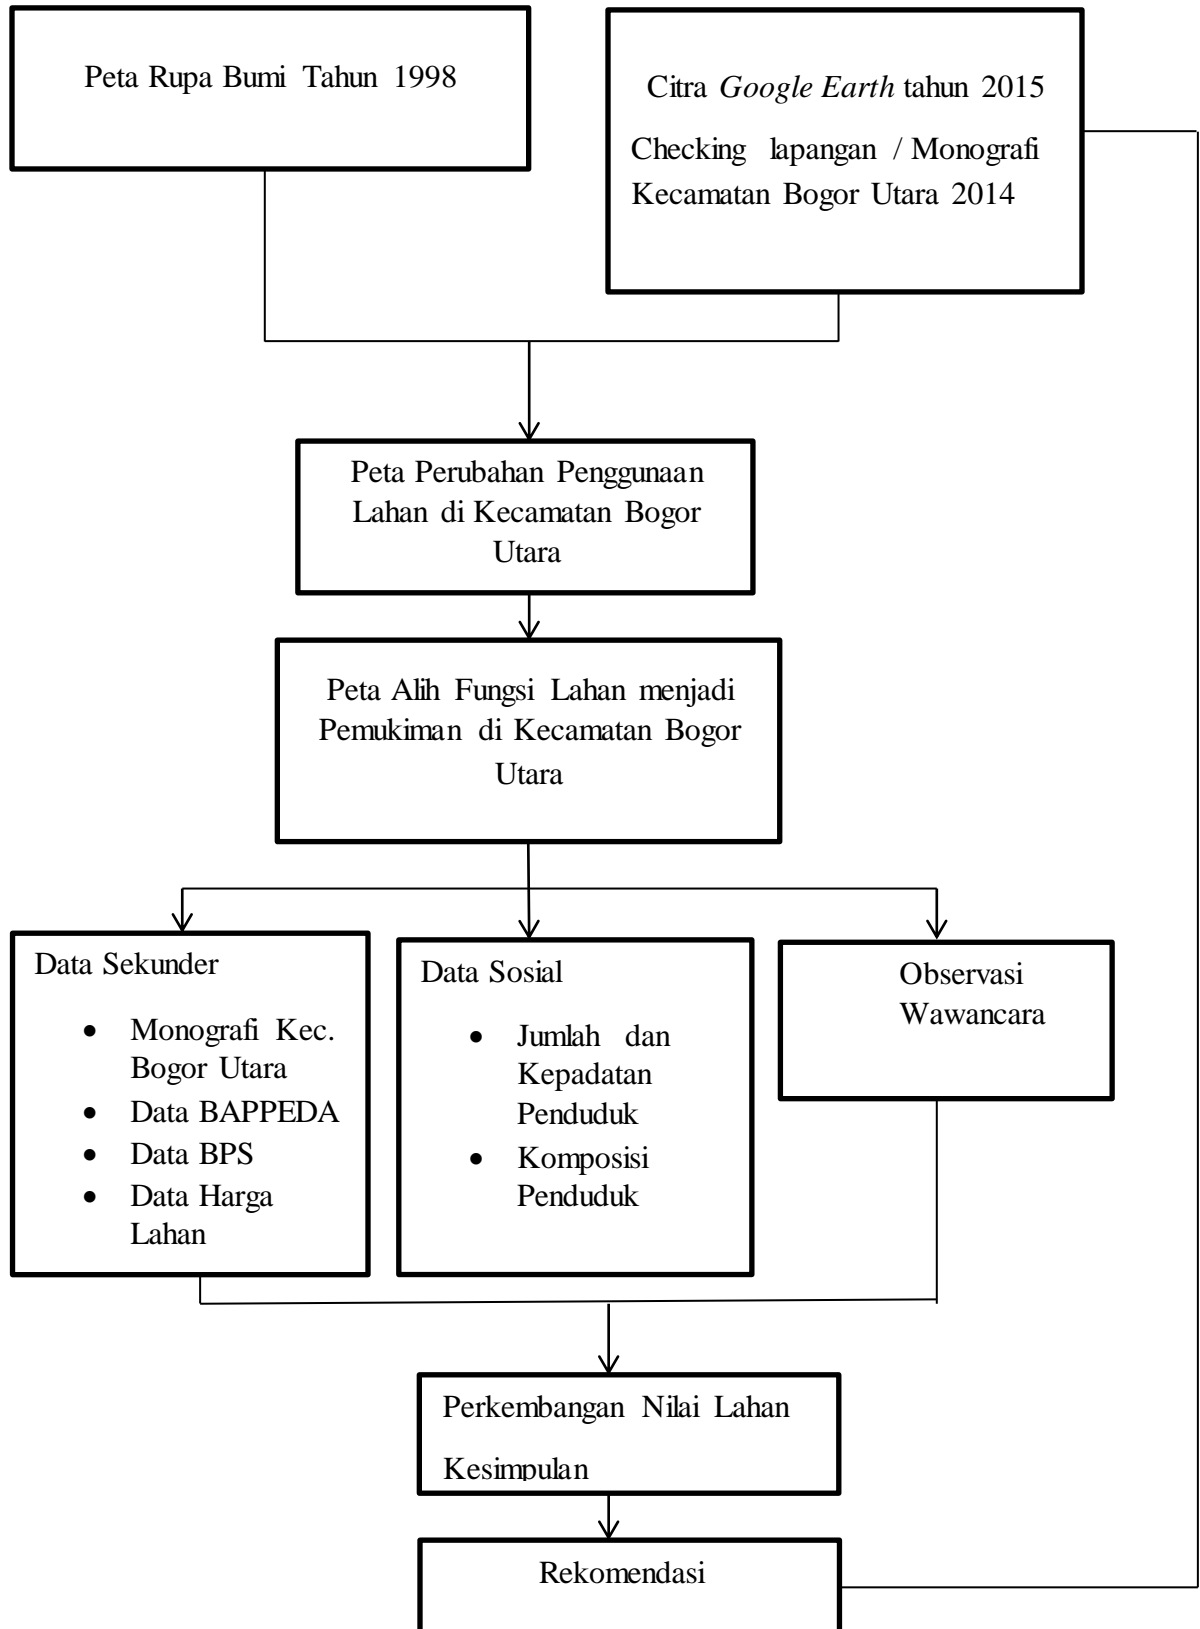 Peta Rupa Bumi Tahun 1998
Citra Google Earth tahun 2015
Checking lapangan / Monografi
Kecamatan Bogor Utara 2014
Peta Perubahan Penggunaan
Lahan di Kecamatan Bogor
Utara
Peta Alih Fungsi Lahan menjadi
Pemukiman di Kecamatan Bogor
Utara
Data Sekunder
• Monografi Kec.
Bogor Utara
• Data BAPPEDA
• Data BPS
• Data Harga
Lahan
Data Sosial
• Jumlah dan
Kepadatan
Penduduk
• Komposisi
Penduduk
Observasi
Wawancara
Perkembangan Nilai Lahan
Kesimpulan
Rekomendasi